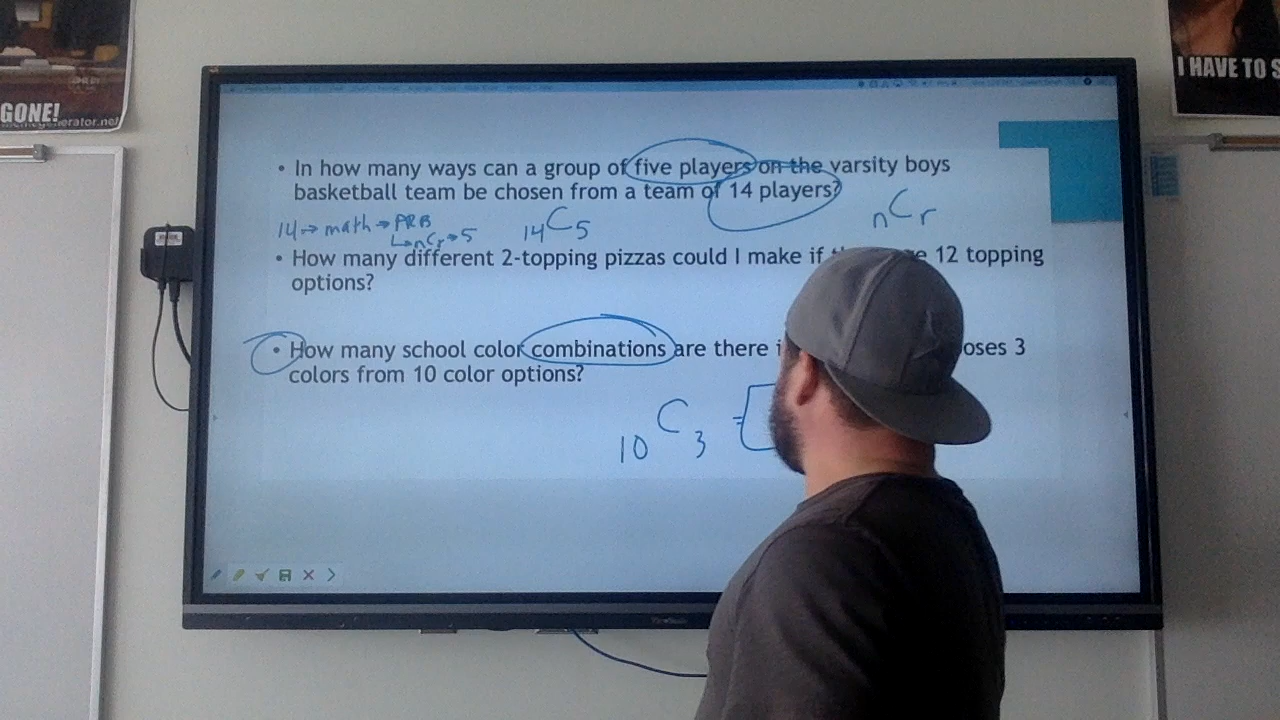 GONE!
I HAVE TO
• In how many ways can a group of five players on the varsity boys
basketball team be chosen from a team of 14 players?
14 → math → PRB
↳ nCr → 5
14C5
nCr
• How many different 2-topping pizzas could I make if 12 topping
options?
• How many school color combinations are there 3
colors from 10 color options?
10C3 =
ViewSonic